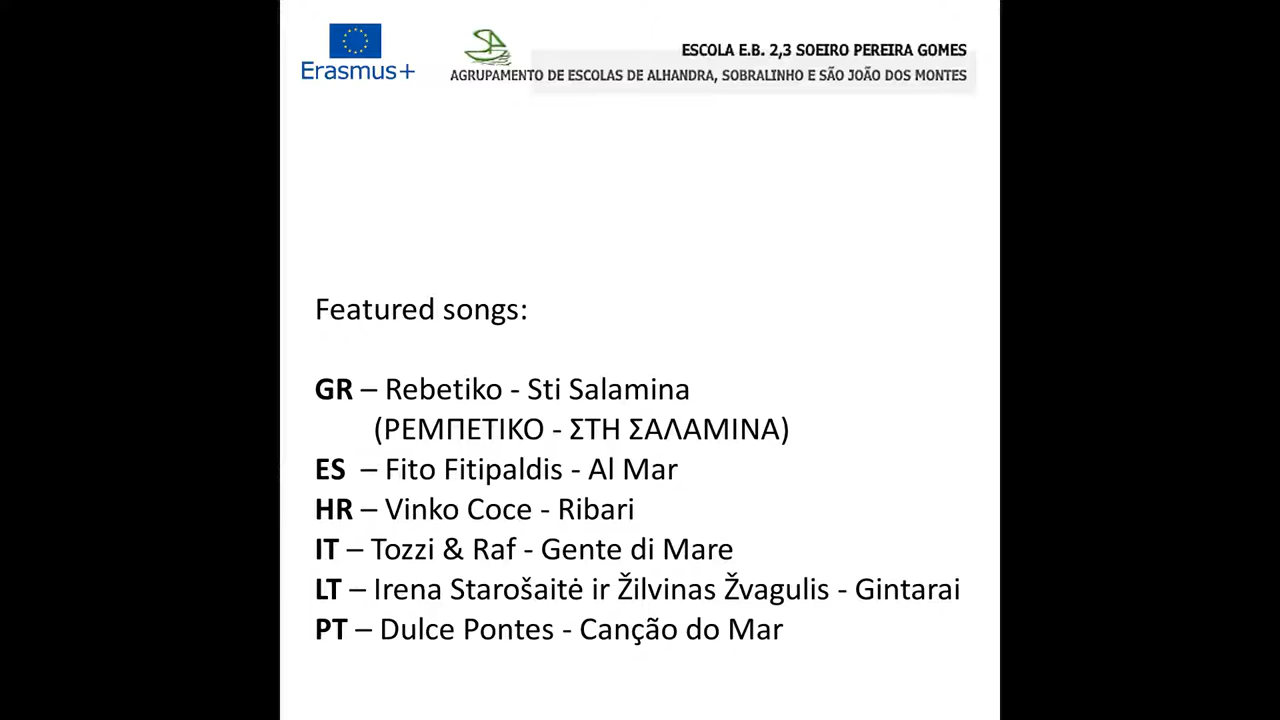 Erasmus+
ESCOLA E.B. 2,3 SOEIRO PEREIRA GOMES
AGRUPAMENTO DE ESCOLAS DE ALHANDRA, SOBRALINHO E SÃO JOÃO DOS MONTES
Featured songs:
GR – Rebetiko - Sti Salamina
(ΡΕΜΠΕΤΙΚΟ - ΣΤΗ ΣΑΛΑΜΙΝΑ)
ES – Fito Fitipaldis - Al Mar
HR – Vinko Coce - Ribari
IT – Tozzi & Raf - Gente di Mare
LT – Irena Starošaitė ir Žilvinas Žvagulis - Gintarai
PT – Dulce Pontes - Canção do Mar